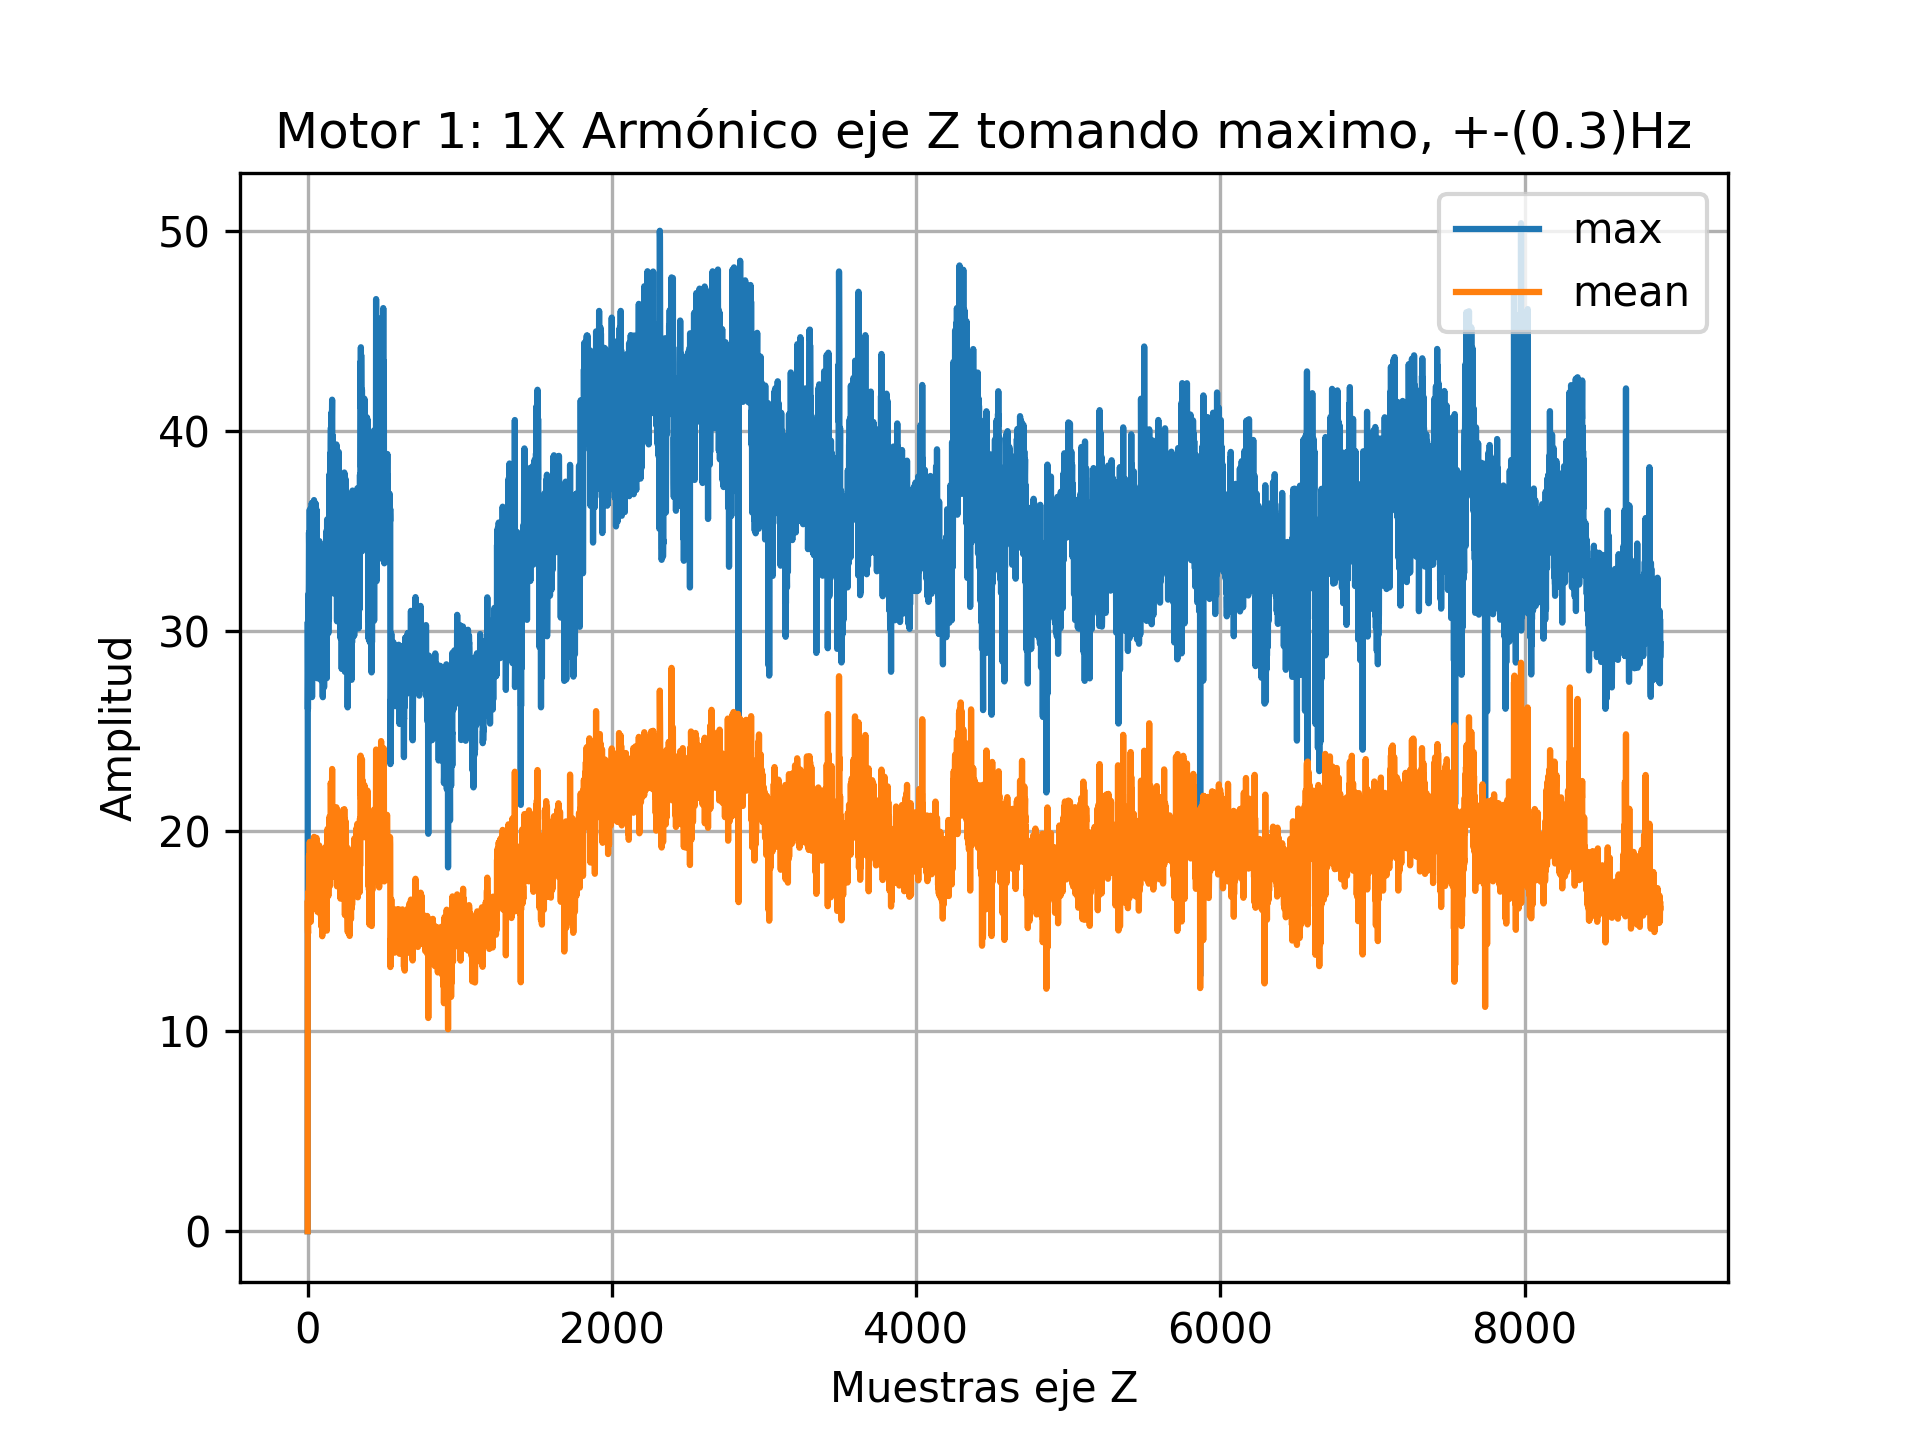 Motor 1: 1X Armónico eje Z tomando maximo, +-(0.3)Hz
max
mean
50
40
30
20
10
0
Amplitud
0 2000 4000 6000 8000
Muestras eje Z